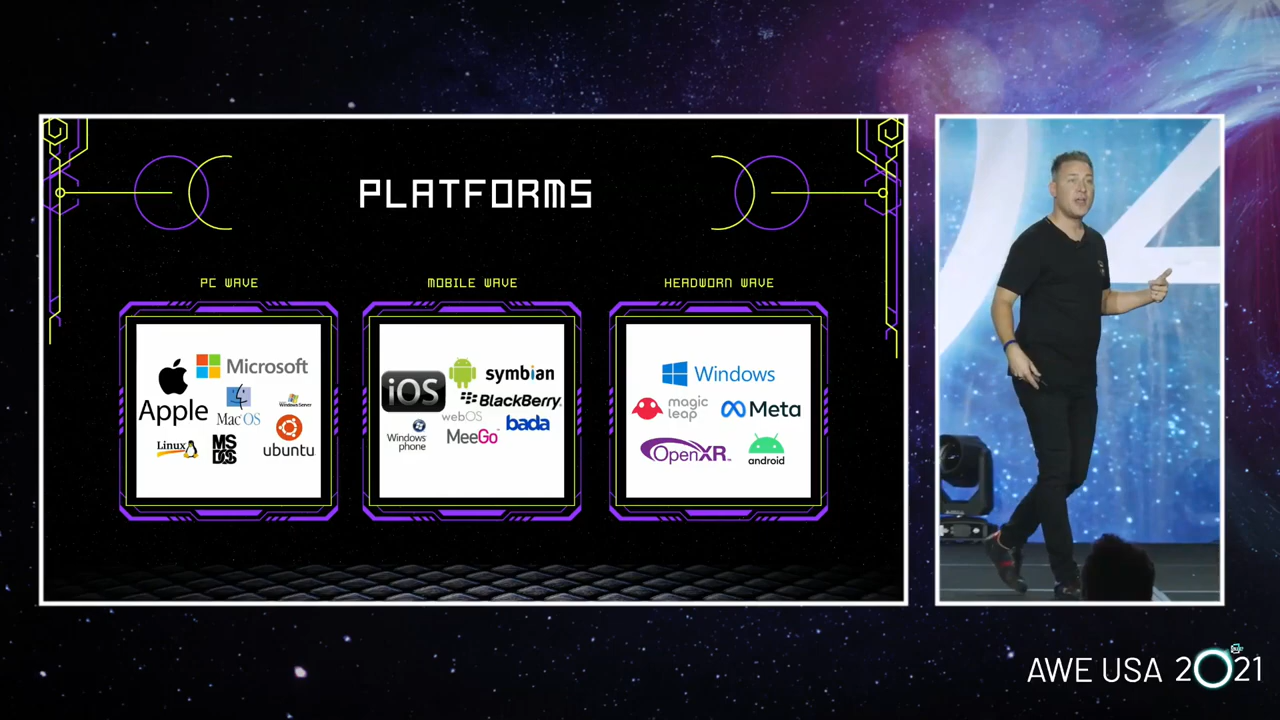 PLATFORMS
PC WAVE
Microsoft
Apple
Mac OS
Windows Server
Linux
MS
DOS
ubuntu
MOBILE WAVE
iOS
symbian
BlackBerry
webOS
bada
Windows
phone
MeeGo
HEADWORN WAVE
Windows
magic
leap
Meta
OpenXR
android
AWE USA 2021